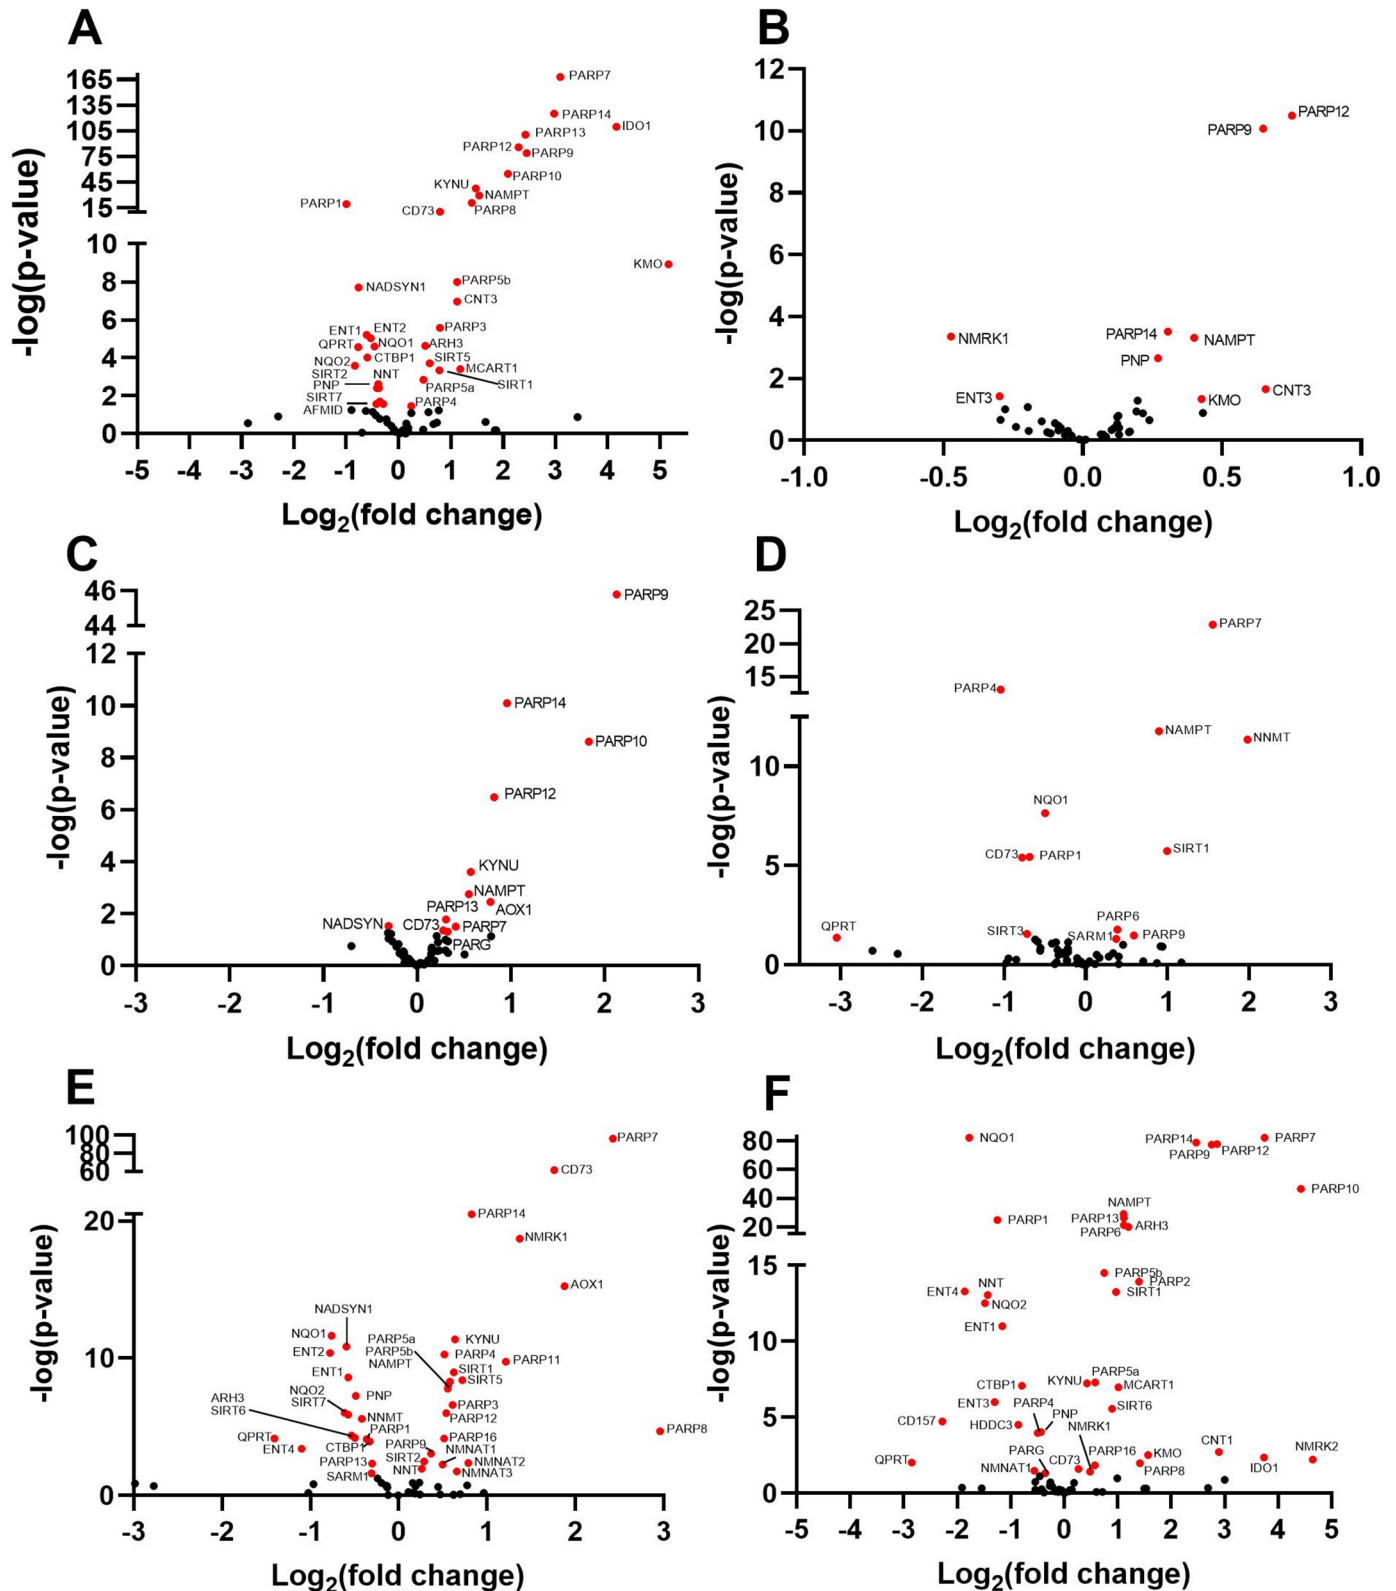 A
-log(p-value)
165
135
105
75
45
15
10
8
6
4
2
0
PARP7
PARP14
IDO1
PARP13
PARP12
PARP9
PARP10
KYNU
NAMPT
PARP1
CD73
PARP8
KMO
NADSYN1
PARP5b
CNT3
ENT1
ENT2
PARP3
QPRT
NQO1
ARH3
NQO2
CTBP1
SIRT5
MCART1
SIRT2
NNT
PNP
SIRT1
PARP5a
SIRT7
AFMID
PARP4
-5 -4 -3 -2 -1 0 1 2 3 4 5
Log2(fold change)
B
-log(p-value)
12
10
8
6
4
2
0
PARP12
PARP9
NMRK1
PARP14
NAMPT
PNP
ENT3
KMO
CNT3
-1.0 -0.5 0.0 0.5 1.0
Log2(fold change)
C
-log(p-value)
46
44
12
10
8
6
4
2
0
PARP9
PARP14
PARP10
PARP12
KYNU
NAMPT
AOX1
PARP13
NADSYN
CD73
PARP7
PARG
-3 -2 -1 0 1 2 3
Log2(fold change)
D
-log(p-value)
25
20
15
10
5
0
PARP7
PARP4
NAMPT
NNMT
NQO1
CD73
PARP1
SIRT1
QPRT
SIRT3
PARP6
SARM1
PARP9
-3 -2 -1 0 1 2 3
Log2(fold change)
E
-log(p-value)
100
80
60
20
10
0
PARP7
CD73
PARP14
NMRK1
AOX1
NADSYN1
NQO1
ENT2
PARP5a
PARP5b
NAMPT
KYNU
PARP4
PARP11
ENT1
SIRT1
SIRT5
NQO2
SIRT7
PNP
ARH3
SIRT6
NNMT
PARP3
PARP12
QPRT
ENT4
CTBP1
PARP1
PARP16
PARP8
PARP9
NMNAT1
PARP13
SIRT2
NMNAT2
SARM1
NNT
NMNAT3
-3 -2 -1 0 1 2 3
Log2(fold change)
F
-log(p-value)
80
60
40
20
15
10
5
0
NQO1
PARP14
PARP9
PARP12
PARP7
PARP10
PARP1
NAMPT
PARP13
PARP6
ARH3
PARP5b
PARP2
ENT4
NNT
SIRT1
NQO2
ENT1
CTBP1
KYNU
PARP5a
MCART1
ENT3
PARP4
SIRT6
CD157
HDDC3
PNP
NMRK1
QPRT
PARG
CD73
PARP16
KMO
CNT1
NMRK2
NMNAT1
PARP8
IDO1
-5 -4 -3 -2 -1 0 1 2 3 4 5
Log2(fold change)